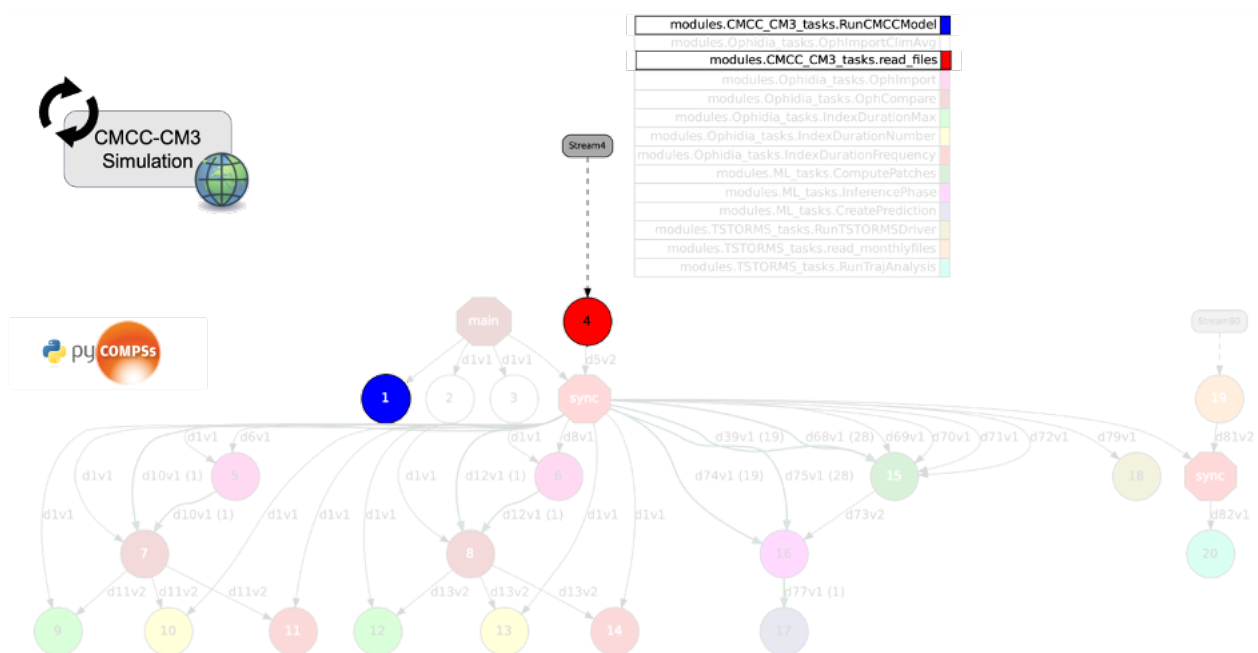 modules.CMCC_CM3_tasks.RunCMCCModel
modules.Ophidia_tasks.OphImportClimAvg
modules.CMCC_CM3_tasks.read_files
modules.Ophidia_tasks.OphImport
modules.Ophidia_tasks.OphCompare
modules.Ophidia_tasks.IndexDurationMax
modules.Ophidia_tasks.IndexDurationNumber
modules.Ophidia_tasks.IndexDurationFrequency
modules.ML_tasks.ComputePatches
modules.ML_tasks.InferencePhase
modules.ML_tasks.CreatePrediction
modules.TSTORMS_tasks.RunTSTORMSDriver
modules.TSTORMS_tasks.read_monthlyfiles
modules.TSTORMS_tasks.RunTrajAnalysis
CMCC-CM3
Simulation
Stream4
main
4
Stream80
py COMPSs
d1v1 d1v1 d5v2
1 2 3 sync 19
d1v1 d6v1 d1v1 d8v1 d39v1 (19) d68v1 (28) d69v1 d70v1 d71v1 d72v1 d79v1 d81v2
d1v1 d10v1 (1) 5 d1v1 d12v1 (1) 6 d74v1 (19) d75v1 (28) 15 18 sync
d1v1 d10v1 (1) d1v1 d1v1 d1v1 d12v1 (1) d1v1 d1v1 d73v2 d82v1
7 8 16 20
d11v2 d11v2 d11v2 d13v2 d13v2 d13v2 d77v1 (1)
9 10 11 12 13 14 17